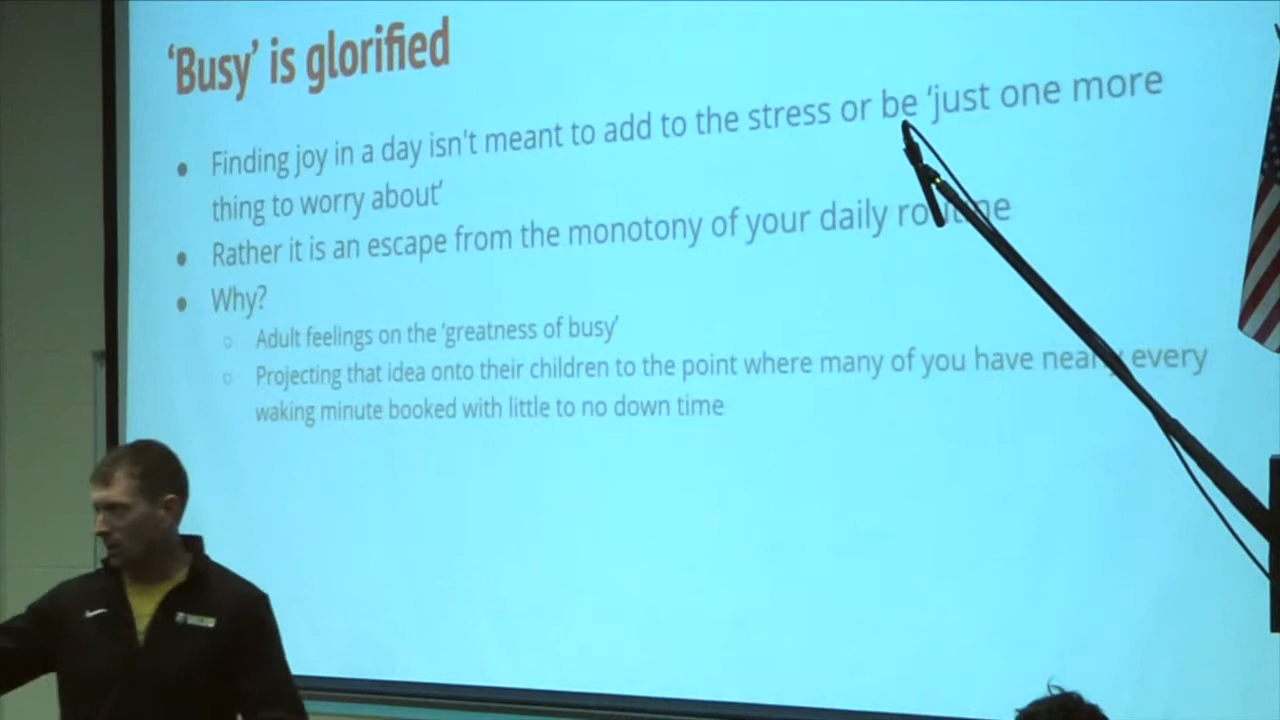 ‘Busy’ is glorified
● Finding joy in a day isn't meant to add to the stress or be ‘just one more
thing to worry about’
● Rather it is an escape from the monotony of your daily routine
● Why?
○ Adult feelings on the ‘greatness of busy’
○ Projecting that idea onto their children to the point where many of you have nearly every
waking minute booked with little to no down time